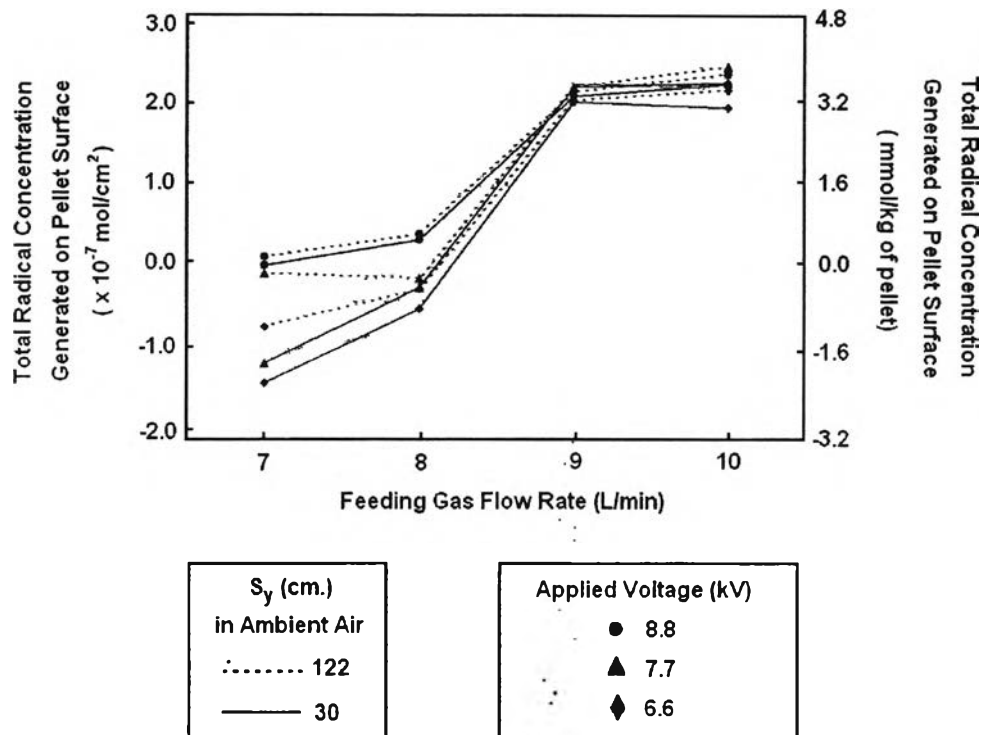 Total Radical Concentration
Generated on Pellet Surface
( x 10⁻⁷ mol/cm²)
3.0
2.0
1.0
0.0
-1.0
-2.0
4.8
3.2
1.6
0.0
-1.6
-3.2
Total Radical Concentration
Generated on Pellet Surface
( mmol/kg of pellet)
7 8 9 10
Feeding Gas Flow Rate (L/min)
Sy (cm.)
in Ambient Air
122
30
Applied Voltage (kV)
8.8
7.7
6.6